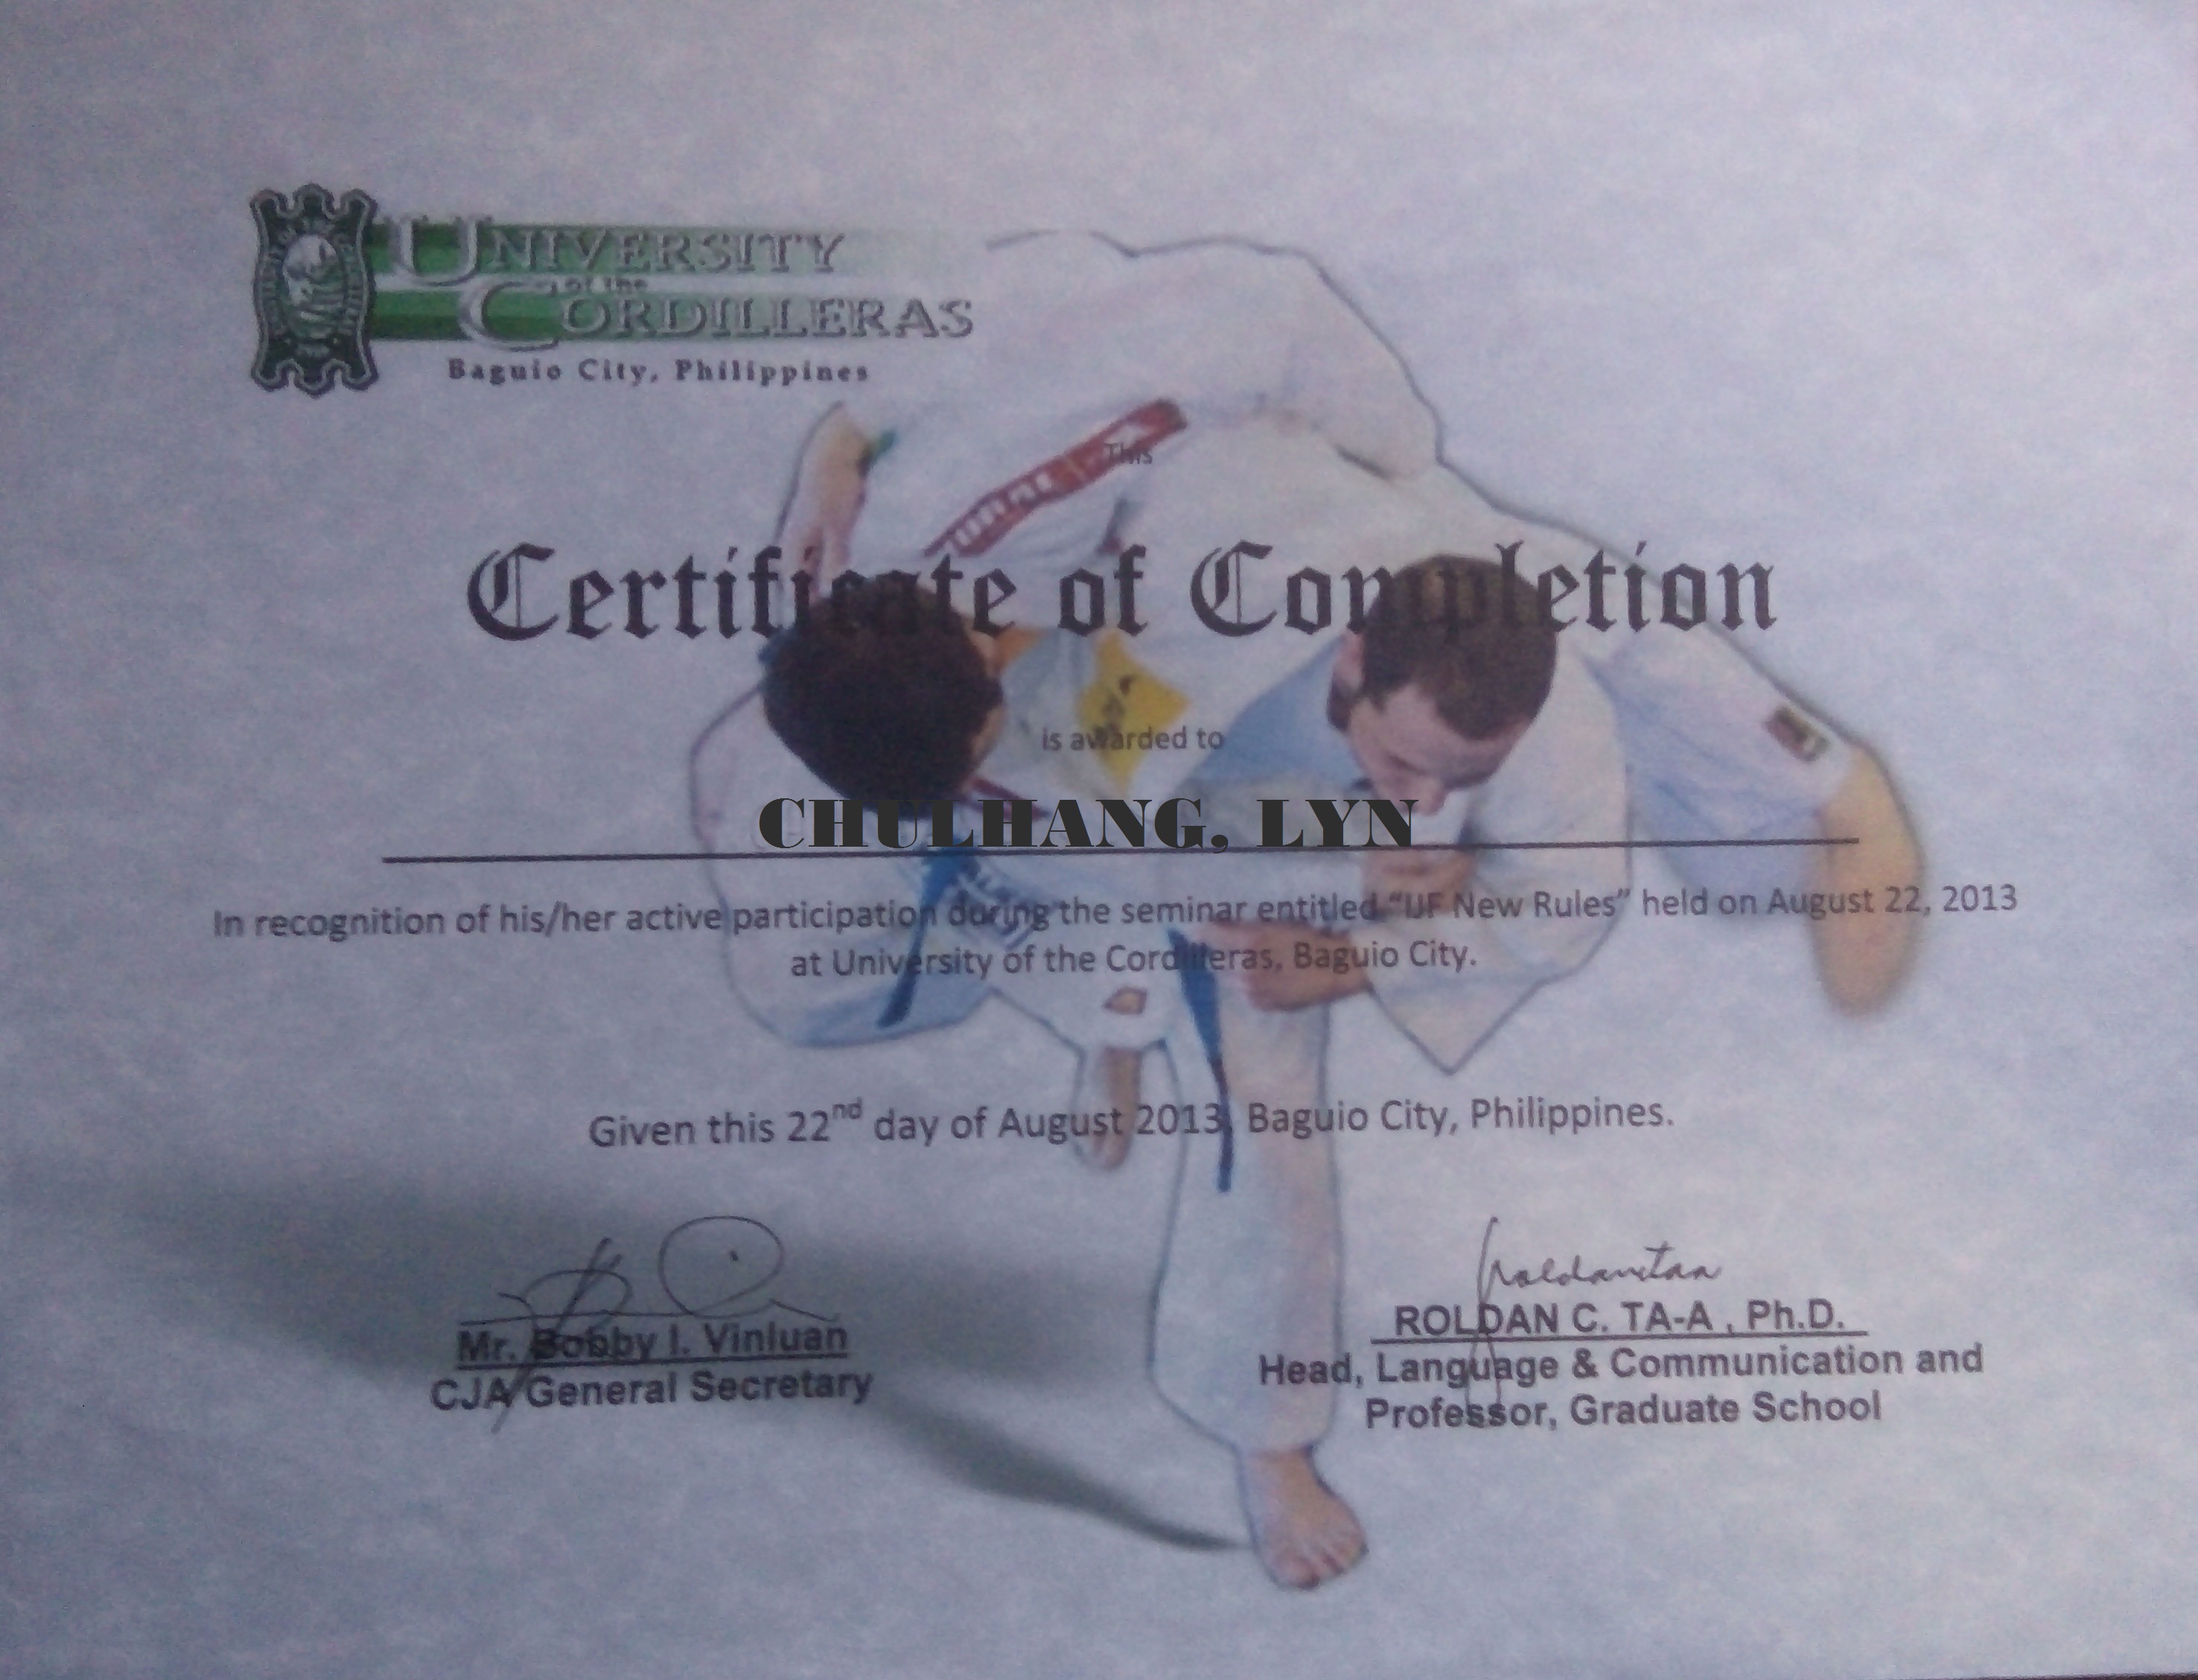 UNIVERSITY
of the
CORDILLERAS
Baguio City, Philippines
This
Certificate of Completion
is awarded to
CHULHANG, LYN
In recognition of his/her active participation during the seminar entitled "IJF New Rules" held on August 22, 2013
at University of the Cordilleras, Baguio City.
Given this 22nd day of August 2013, Baguio City, Philippines.
Mr. Bobby I. Vinluan
CJA General Secretary
ROLDAN C. TA-A , Ph.D.
Head, Language & Communication and
Professor, Graduate School